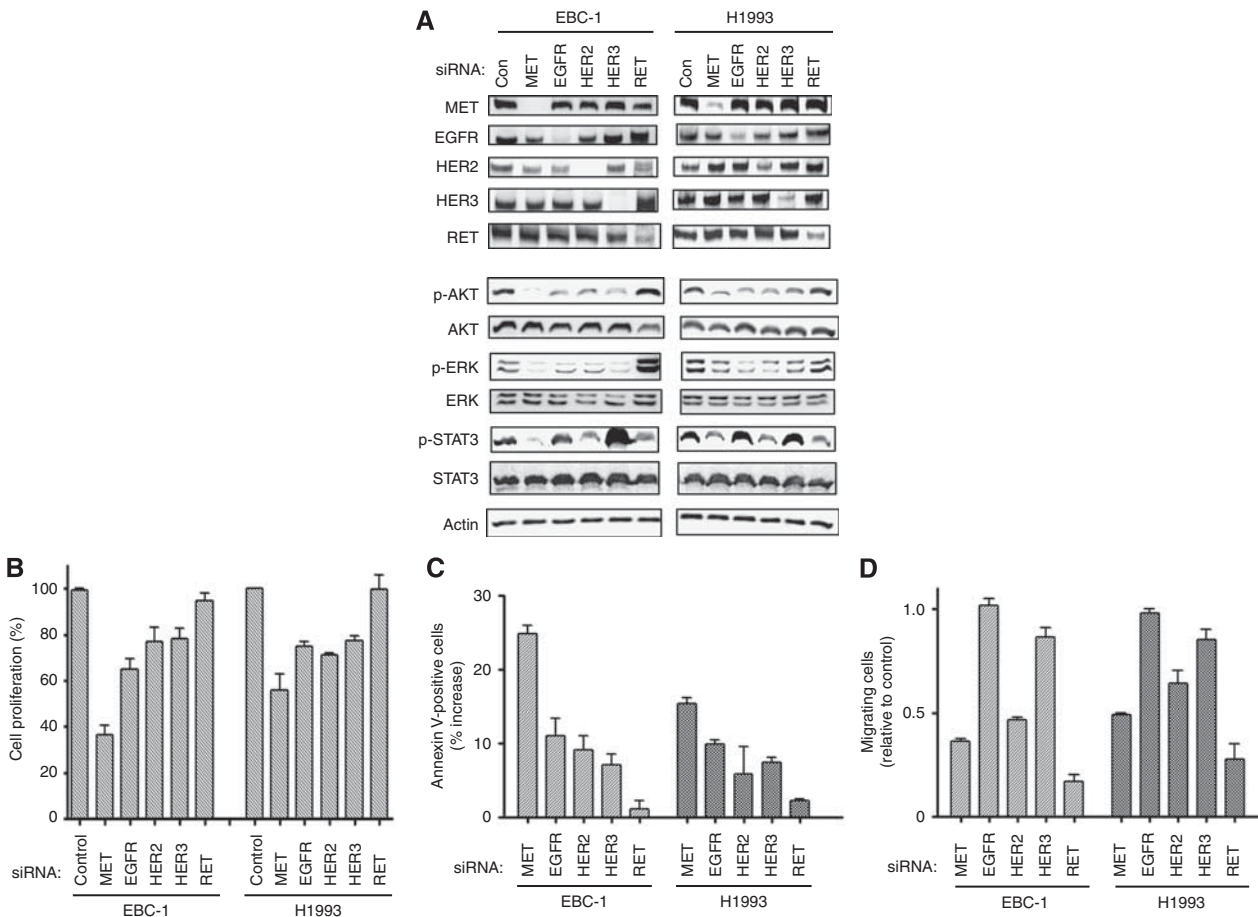 A
EBC-1 H1993
siRNA: Con MET EGFR HER2 HER3 RET Con MET EGFR HER2 HER3 RET
MET
EGFR
HER2
HER3
RET
p-AKT
AKT
p-ERK
ERK
p-STAT3
STAT3
Actin
B
Cell proliferation (%)
100
80
60
40
20
0
siRNA: Control MET EGFR HER2 HER3 RET Control MET EGFR HER2 HER3 RET
EBC-1 H1993
C
Annexin V-positive cells
(% increase)
30
20
10
0
siRNA: MET EGFR HER2 HER3 RET MET EGFR HER2 HER3 RET
EBC-1 H1993
D
Migrating cells
(relative to control)
1.0
0.5
0
siRNA: MET EGFR HER2 HER3 RET MET EGFR HER2 HER3 RET
EBC-1 H1993